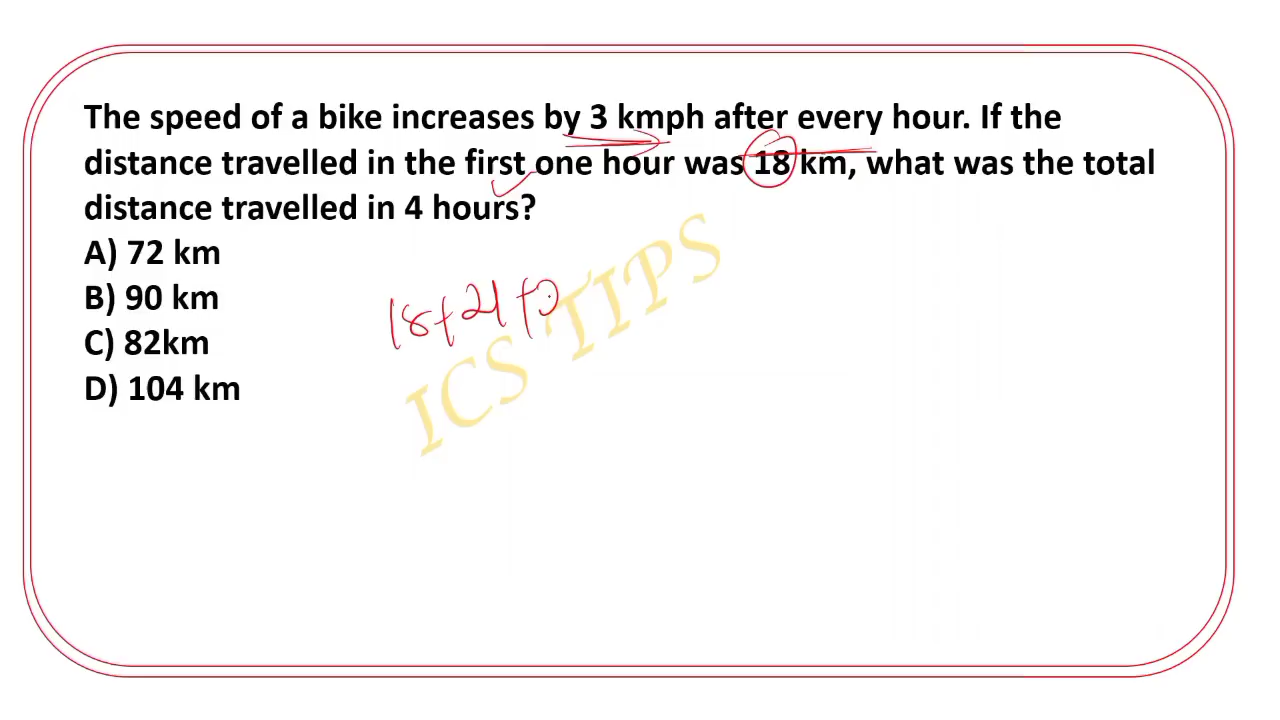 The speed of a bike increases by 3 kmph after every hour. If the
distance travelled in the first one hour was 18 km, what was the total
distance travelled in 4 hours?
A) 72 km
B) 90 km
C) 82km
D) 104 km
18+21+
ICS TIPS